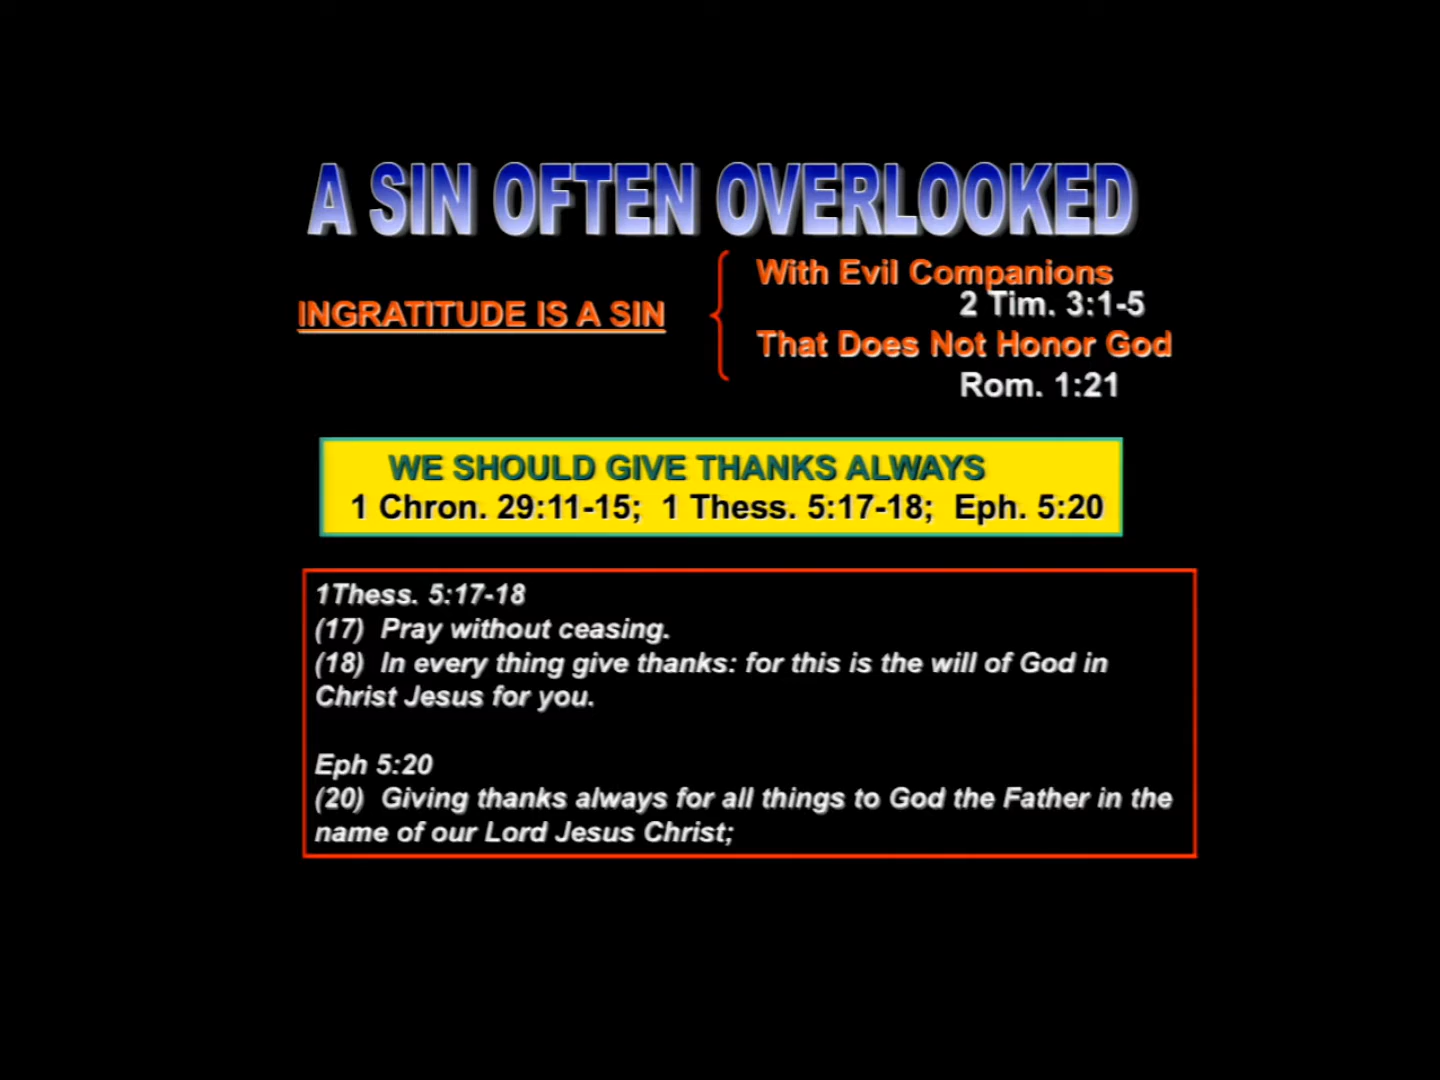 A SIN OFTEN OVERLOOKED
INGRATITUDE IS A SIN
With Evil Companions
2 Tim. 3:1-5
That Does Not Honor God
Rom. 1:21
WE SHOULD GIVE THANKS ALWAYS
1 Chron. 29:11-15;  1 Thess. 5:17-18;  Eph. 5:20
1Thess. 5:17-18
(17)  Pray without ceasing.
(18)  In every thing give thanks: for this is the will of God in
Christ Jesus for you.
Eph 5:20
(20)  Giving thanks always for all things to God the Father in the
name of our Lord Jesus Christ;